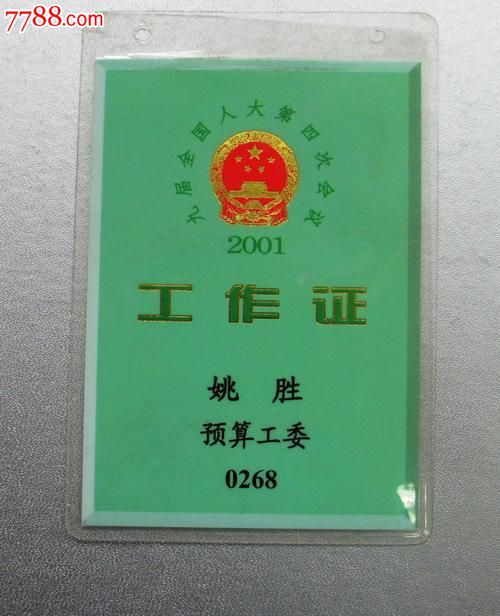 7788.com
九届全国人大第四次会议
2001
工作证
姚 胜
预算工委
0268